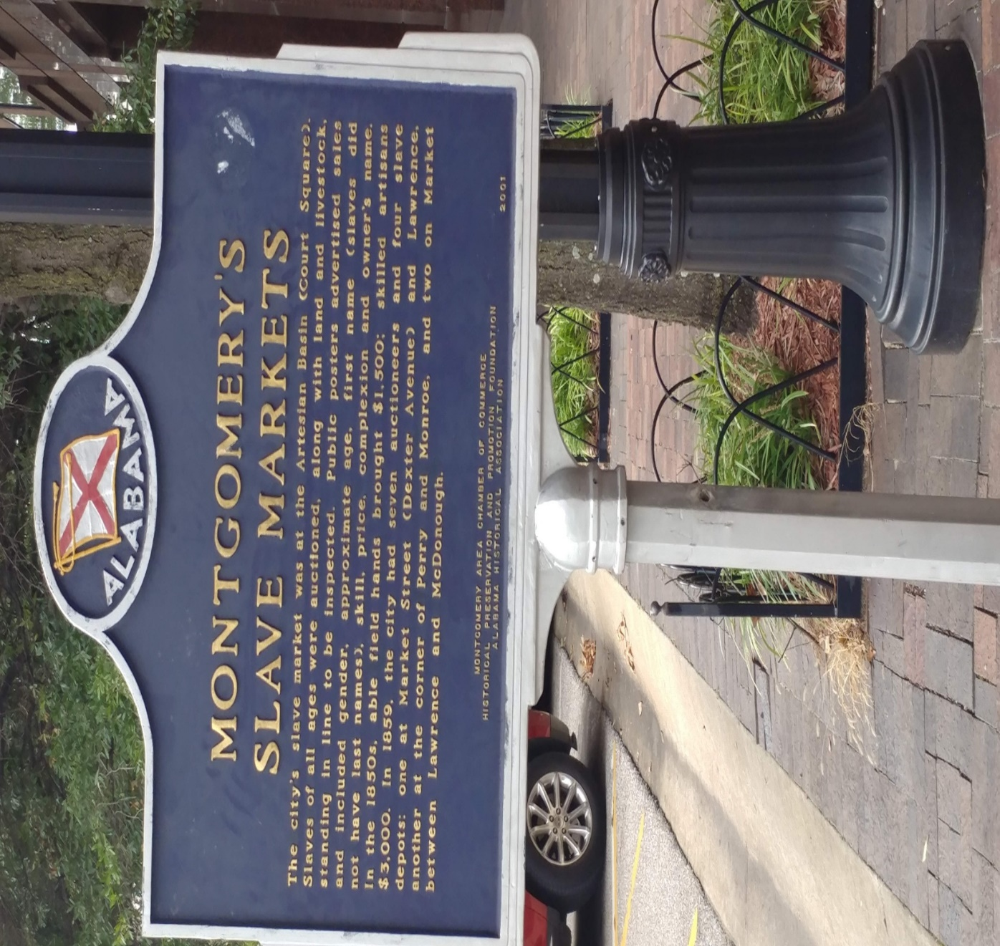 ALABAMA
MONTGOMERY'S
SLAVE MARKETS
The city's slave market was at the Artesian Basin (Court Square).
Slaves of all ages were auctioned, along with land and livestock,
standing in line to be inspected. Public posters advertised sales
and included gender, approximate age, first name (slaves did
not have last names), skill, price, complexion and owner's name.
In the 1850s, able field hands brought $1,500; skilled artisans
$3,000. In 1859, the city had seven auctioneers and four slave
depots: one at Market Street (Dexter Avenue) and Lawrence,
another at the corner of Perry and Monroe, and two on Market
between Lawrence and McDonough.
MONTGOMERY AREA CHAMBER OF COMMERCE
HISTORICAL PRESERVATION AND PROMOTION FOUNDATION
ALABAMA HISTORICAL ASSOCIATION
2001